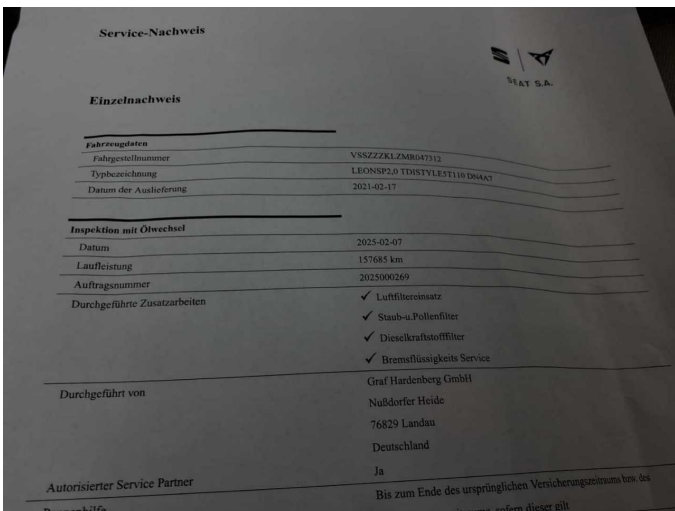 Service-Nachweis
SEAT S.A.
Einzelnachweis
Fahrzeugdaten
Fahrgestellnummer VSSZZZKLZMR047312
Typbezeichnung LEONSP2,0 TDISTYLE5T110 DN4A7
Datum der Auslieferung 2021-02-17
Inspektion mit Ölwechsel
Datum 2025-02-07
Laufleistung 157685 km
Auftragsnummer 2025000269
Durchgeführte Zusatzarbeiten ✓ Luftfiltereinsatz
✓ Staub-u.Pollenfilter
✓ Dieselkraftstofffilter
✓ Bremsflüssigkeits Service
Durchgeführt von Graf Hardenberg GmbH
Nußdorfer Heide
76829 Landau
Deutschland
Autorisierter Service Partner Ja
Bis zum Ende des ursprünglichen Versicherungszeitraums bzw. des
sofern dieser gilt